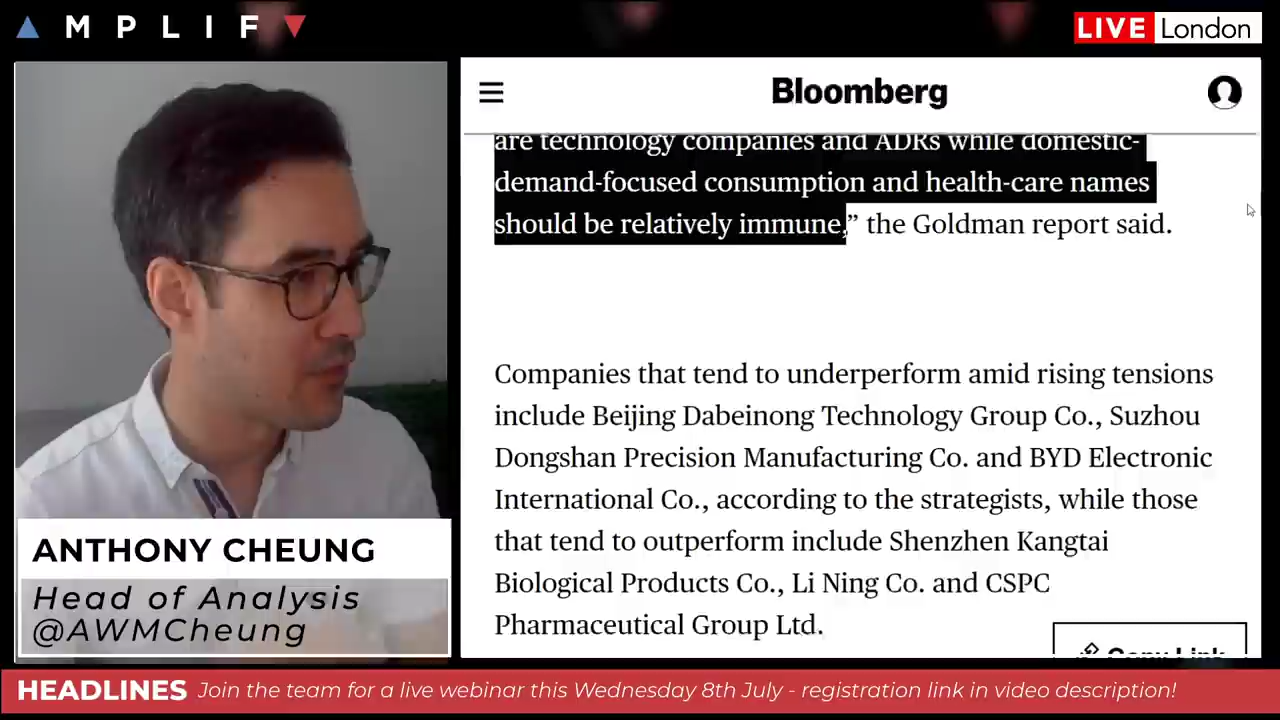 AMPLIFY
LIVE London
Bloomberg
are technology companies and ADRs while domestic-
demand-focused consumption and health-care names
should be relatively immune,” the Goldman report said.
Companies that tend to underperform amid rising tensions
include Beijing Dabeinong Technology Group Co., Suzhou
Dongshan Precision Manufacturing Co. and BYD Electronic
International Co., according to the strategists, while those
that tend to outperform include Shenzhen Kangtai
Biological Products Co., Li Ning Co. and CSPC
Pharmaceutical Group Ltd.
Copy Link
ANTHONY CHEUNG
Head of Analysis
@AWMCheung
HEADLINES Join the team for a live webinar this Wednesday 8th July - registration link in video description!